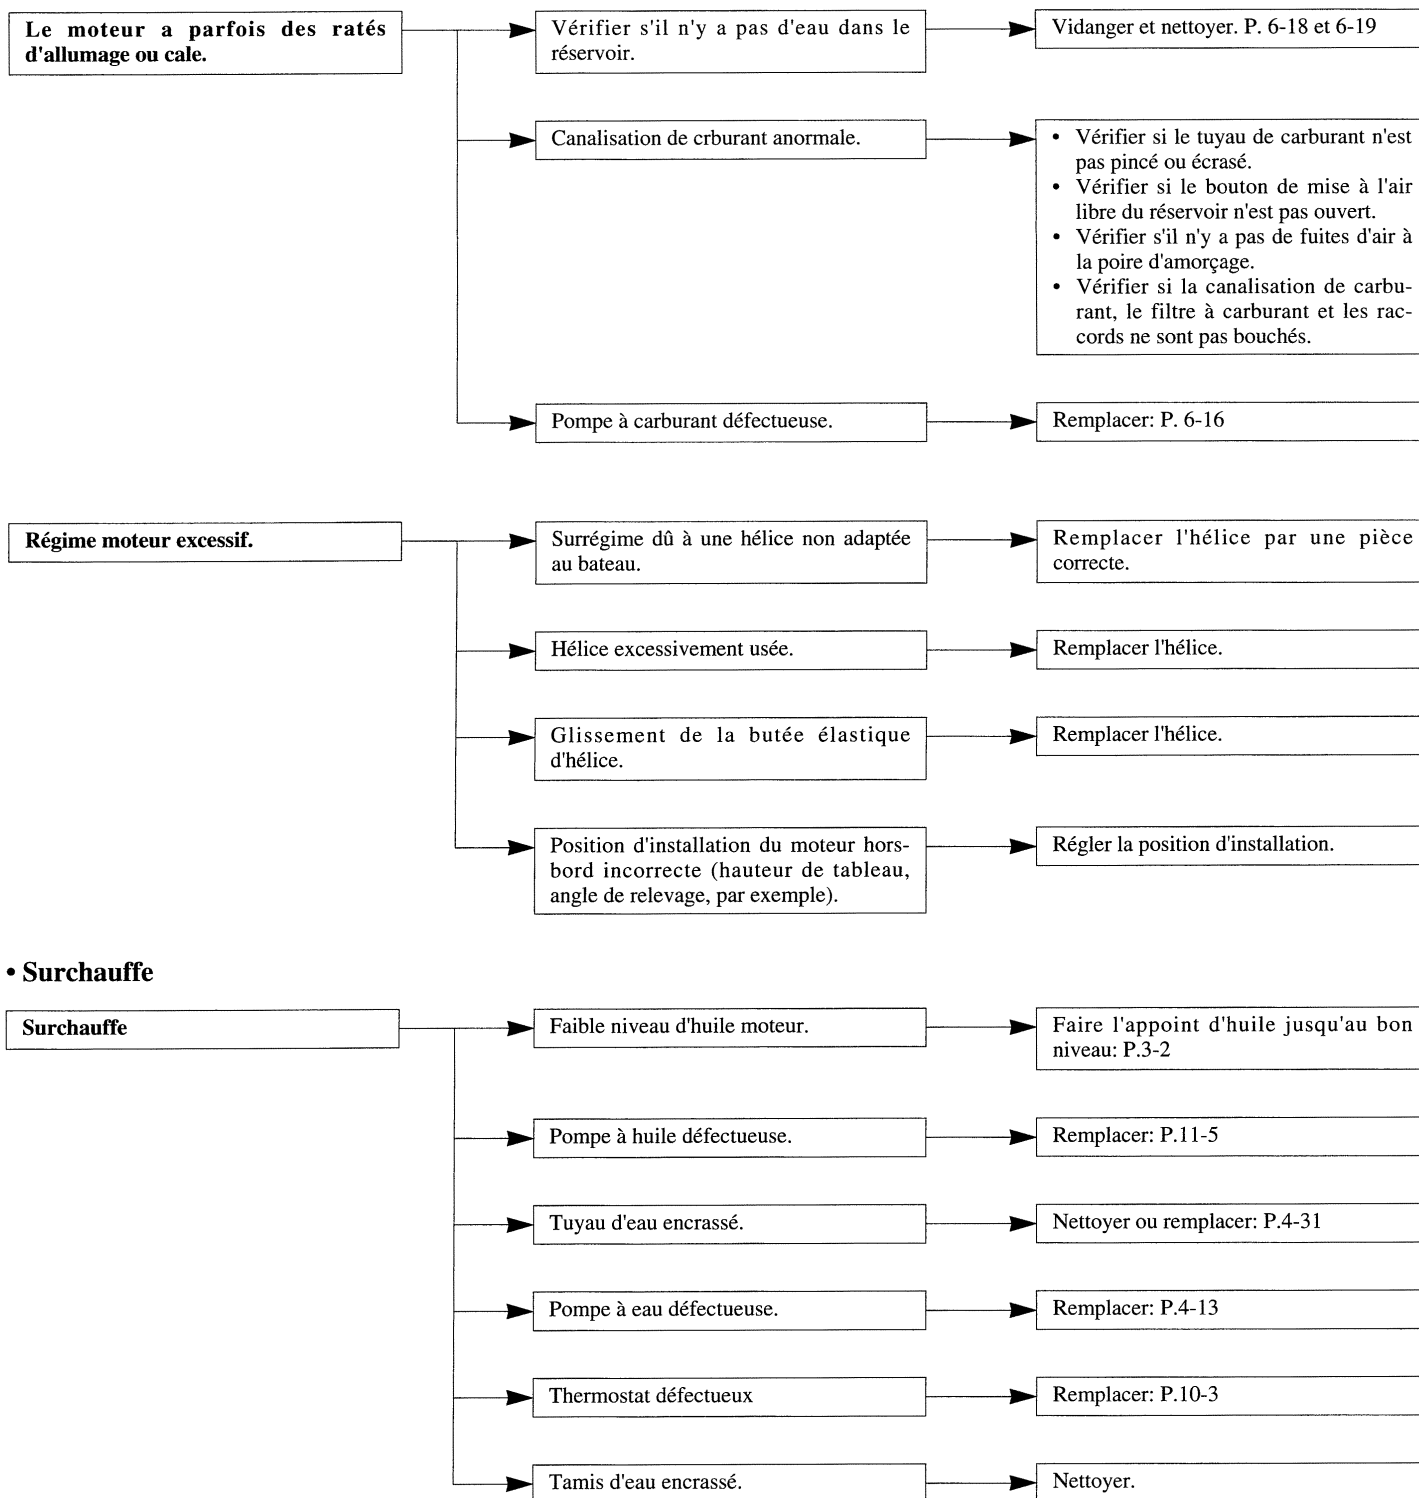 Le moteur a parfois des ratés
d'allumage ou cale.
Vérifier s'il n'y a pas d'eau dans le
réservoir.
Vidanger et nettoyer. P. 6-18 et 6-19
Canalisation de crburant anormale.
• Vérifier si le tuyau de carburant n'est
pas pincé ou écrasé.
• Vérifier si le bouton de mise à l'air
libre du réservoir n'est pas ouvert.
• Vérifier s'il n'y a pas de fuites d'air à
la poire d'amorçage.
• Vérifier si la canalisation de carbu-
rant, le filtre à carburant et les rac-
cords ne sont pas bouchés.
Pompe à carburant défectueuse.
Remplacer: P. 6-16
Régime moteur excessif.
Surrégime dû à une hélice non adaptée
au bateau.
Remplacer l'hélice par une pièce
correcte.
Hélice excessivement usée.
Remplacer l'hélice.
Glissement de la butée élastique
d'hélice.
Remplacer l'hélice.
Position d'installation du moteur hors-
bord incorrecte (hauteur de tableau,
angle de relevage, par exemple).
Régler la position d'installation.
• Surchauffe
Surchauffe
Faible niveau d'huile moteur.
Faire l'appoint d'huile jusqu'au bon
niveau: P.3-2
Pompe à huile défectueuse.
Remplacer: P.11-5
Tuyau d'eau encrassé.
Nettoyer ou remplacer: P.4-31
Pompe à eau défectueuse.
Remplacer: P.4-13
Thermostat défectueux
Remplacer: P.10-3
Tamis d'eau encrassé.
Nettoyer.